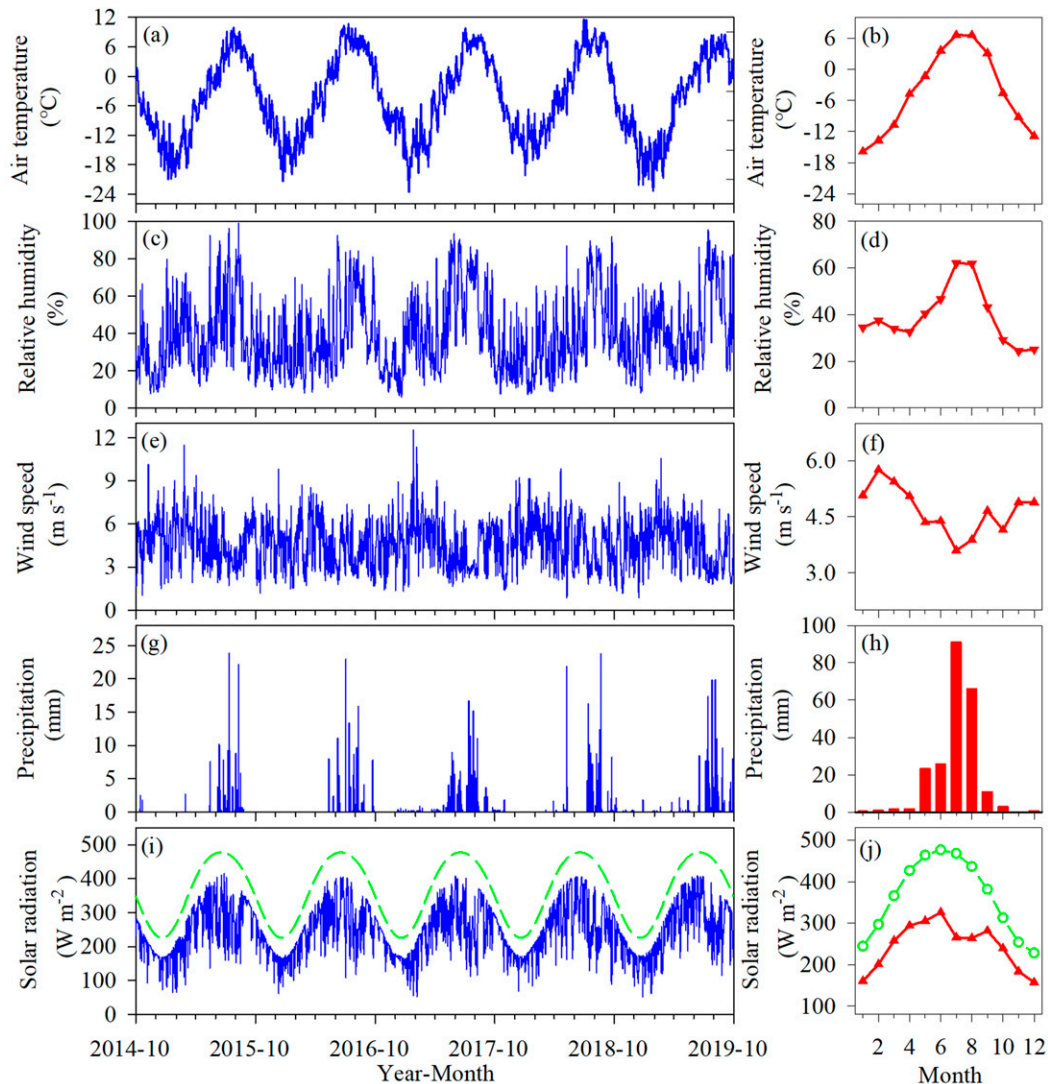 12
6
0
-6
-12
-18
-24
Air temperature
(℃)
(a)
6
0
-6
-12
-18
-24
Air temperature
(℃)
(b)
100
80
60
40
20
0
Relative humidity
(%)
(c)
80
60
40
20
0
Relative humidity
(%)
(d)
12
9
6
3
0
Wind speed
(m s-1)
(e)
6.0
4.5
3.0
Wind speed
(m s-1)
(f)
25
20
15
10
5
0
Precipitation
(mm)
(g)
100
80
60
40
20
0
Precipitation
(mm)
(h)
500
400
300
200
100
0
Solar radiation
(W m-2)
(i)
500
400
300
200
100
Solar radiation
(W m-2)
(j)
2014-10 2015-10 2016-10 2017-10 2018-10 2019-10
Year-Month
2 4 6 8 10 12
Month